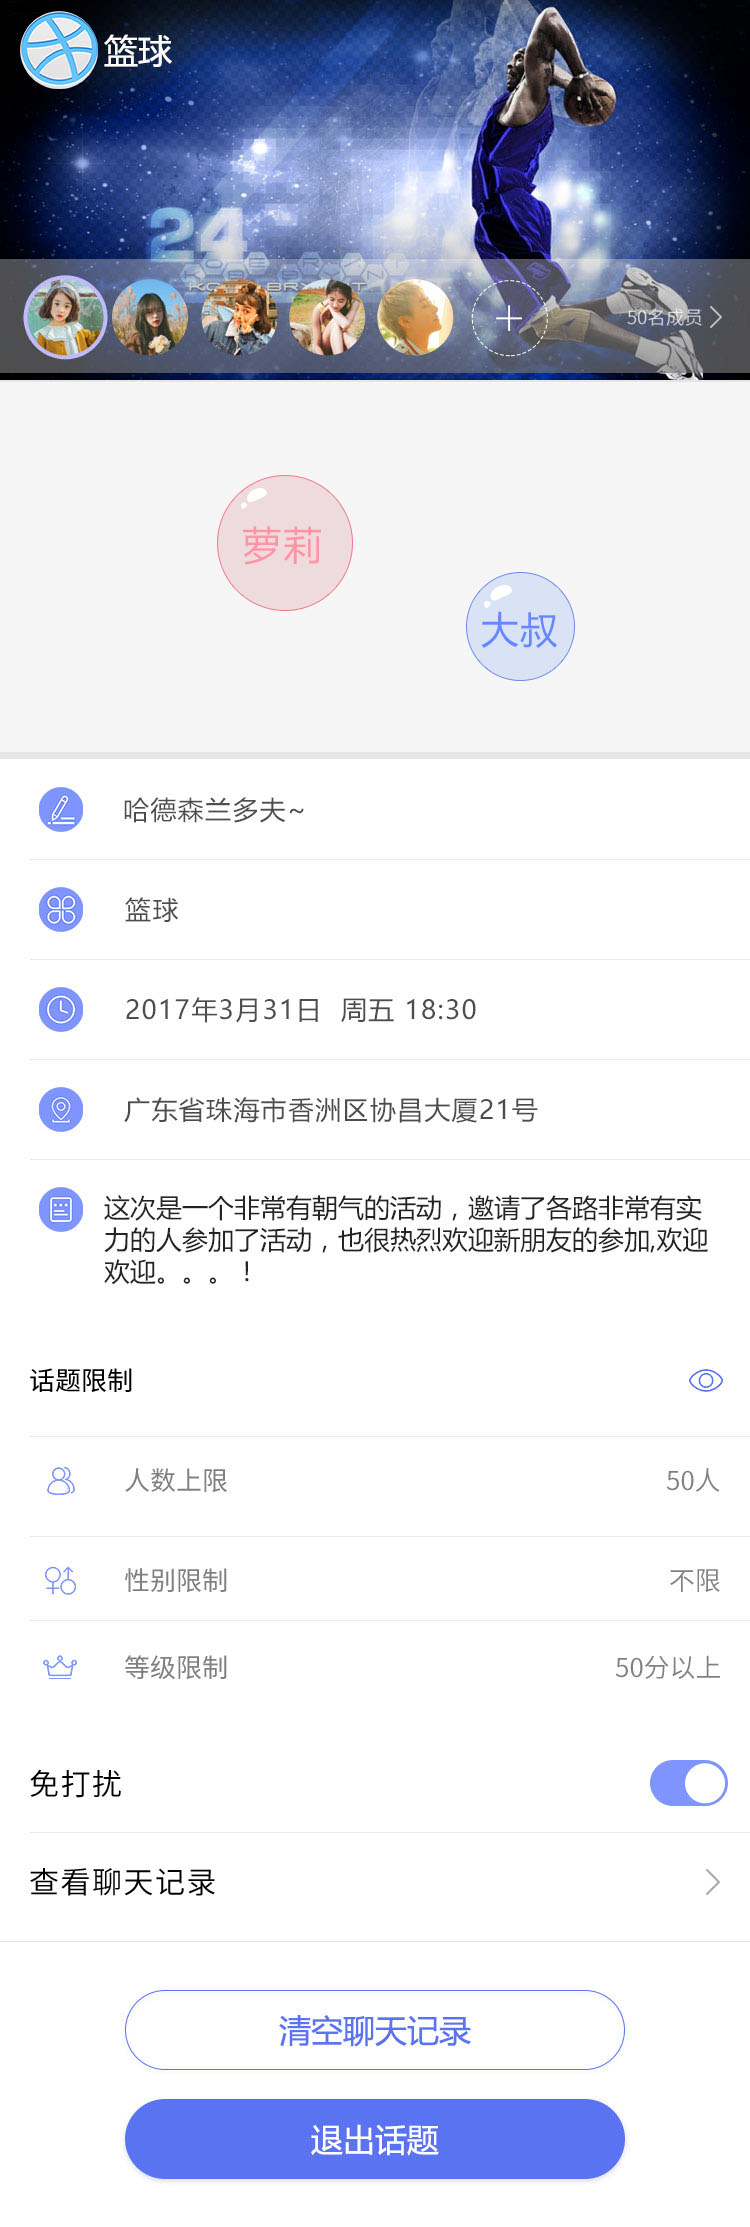 篮球
24
KOBE BRYANT
KOBE BRYANT
50名成员
萝莉
大叔
哈德森兰多夫~
篮球
2017年3月31日 周五 18:30
广东省珠海市香洲区协昌大厦21号
这次是一个非常有朝气的活动，邀请了各路非常有实
力的人参加了活动，也很热烈欢迎新朋友的参加,欢迎
欢迎。。。！
话题限制
人数上限 50人
性别限制 不限
等级限制 50分以上
免打扰
查看聊天记录
清空聊天记录
退出话题